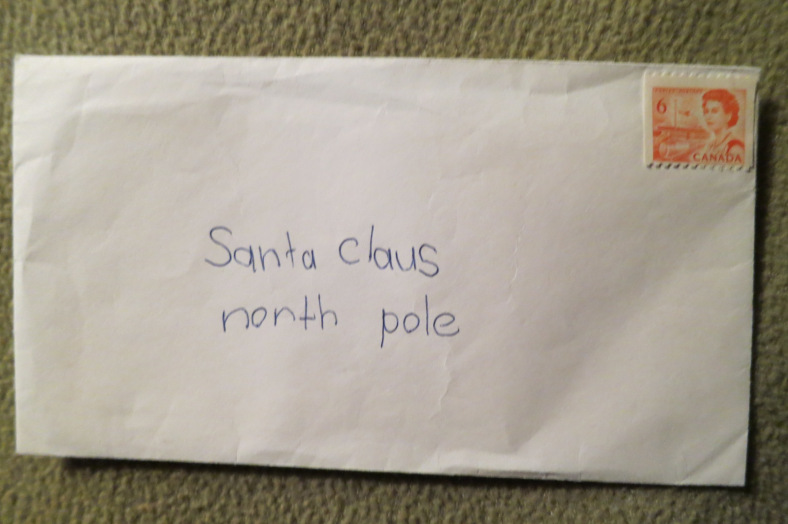 6
CANADA
Santa Claus
north pole